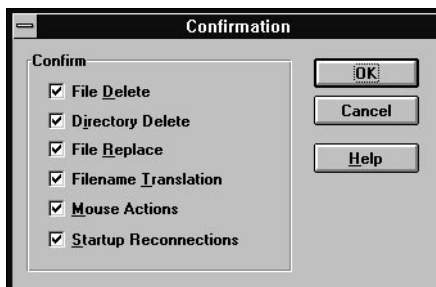 Confirmation
Confirm
File Delete
Directory Delete
File Replace
Filename Translation
Mouse Actions
Startup Reconnections
OK
Cancel
Help